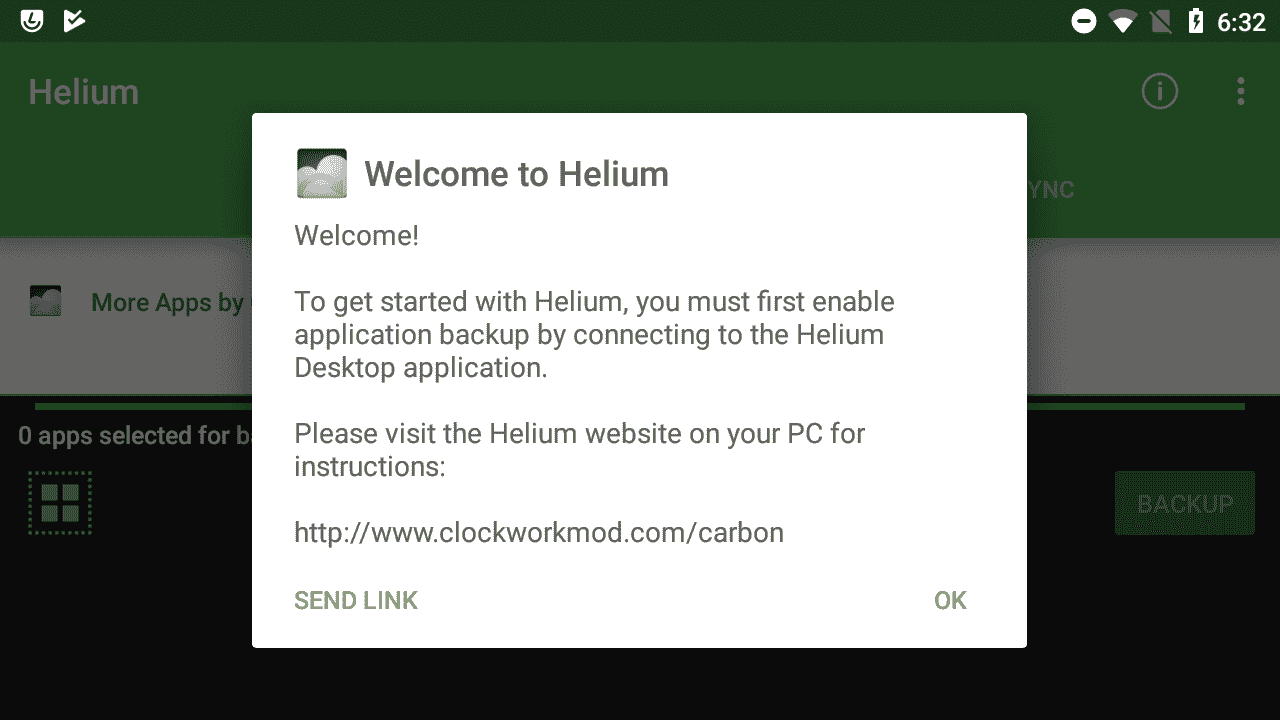 6:32
Helium
YNC
Welcome to Helium
Welcome!
More Apps by
To get started with Helium, you must first enable
application backup by connecting to the Helium
Desktop application.
0 apps selected for b
Please visit the Helium website on your PC for
instructions:
BACKUP
http://www.clockworkmod.com/carbon
SEND LINK
OK